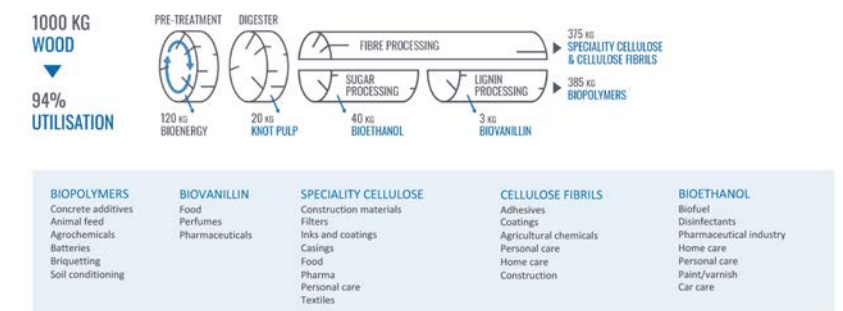 1000 KG
WOOD
94%
UTILISATION
PRE-TREATMENT
DIGESTER
FIBRE PROCESSING
SUGAR
PROCESSING
LIGNIN
PROCESSING
375 KG
SPECIALITY CELLULOSE
& CELLULOSE FIBRILS
385 KG
BIOPOLYMERS
120 KG
BIOENERGY
20 KG
KNOT PULP
40 KG
BIOETHANOL
3 KG
BIOVANILLIN
BIOPOLYMERS
Concrete additives
Animal feed
Agrochemicals
Batteries
Briquetting
Soil conditioning
BIOVANILLIN
Food
Perfumes
Pharmaceuticals
SPECIALITY CELLULOSE
Construction materials
Filters
Inks and coatings
Casings
Food
Pharma
Personal care
Textiles
CELLULOSE FIBRILS
Adhesives
Coatings
Agricultural chemicals
Personal care
Home care
Construction
BIOETHANOL
Biofuel
Disinfectants
Pharmaceutical industry
Home care
Personal care
Paint/varnish
Car care